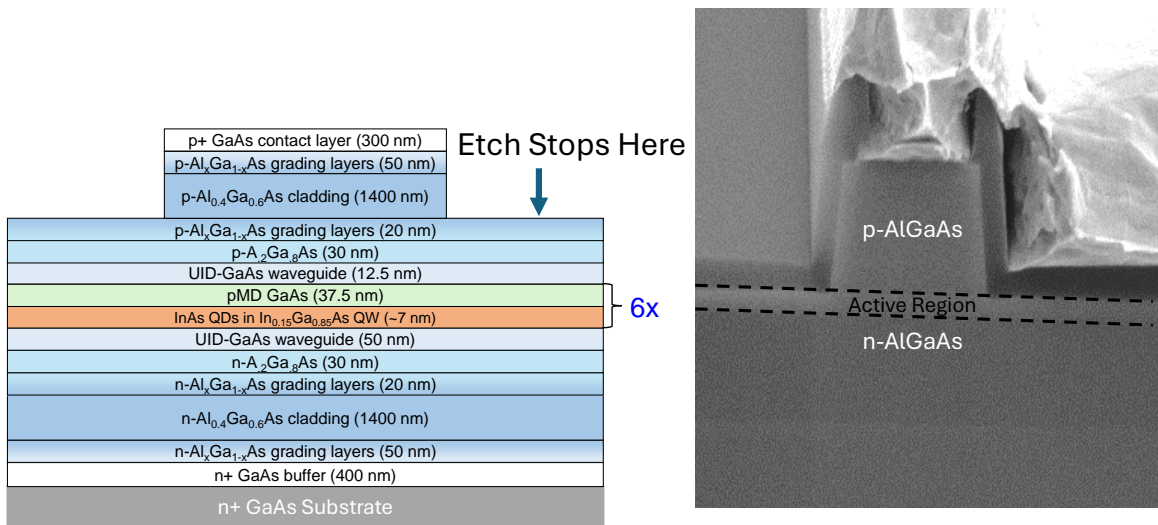 p+ GaAs contact layer (300 nm)
p-AlxGa1-xAs grading layers (50 nm)
p-Al0.4Ga0.6As cladding (1400 nm)
Etch Stops Here
p-AlxGa1-xAs grading layers (20 nm)
p-A.2Ga.8As (30 nm)
UID-GaAs waveguide (12.5 nm)
pMD GaAs (37.5 nm)
InAs QDs in In0.15Ga0.85As QW (~7 nm)
6x
UID-GaAs waveguide (50 nm)
n-A.2Ga.8As (30 nm)
n-AlxGa1-xAs grading layers (20 nm)
n-Al0.4Ga0.6As cladding (1400 nm)
n-AlxGa1-xAs grading layers (50 nm)
n+ GaAs buffer (400 nm)
n+ GaAs Substrate
p-AlGaAs
Active Region
n-AlGaAs